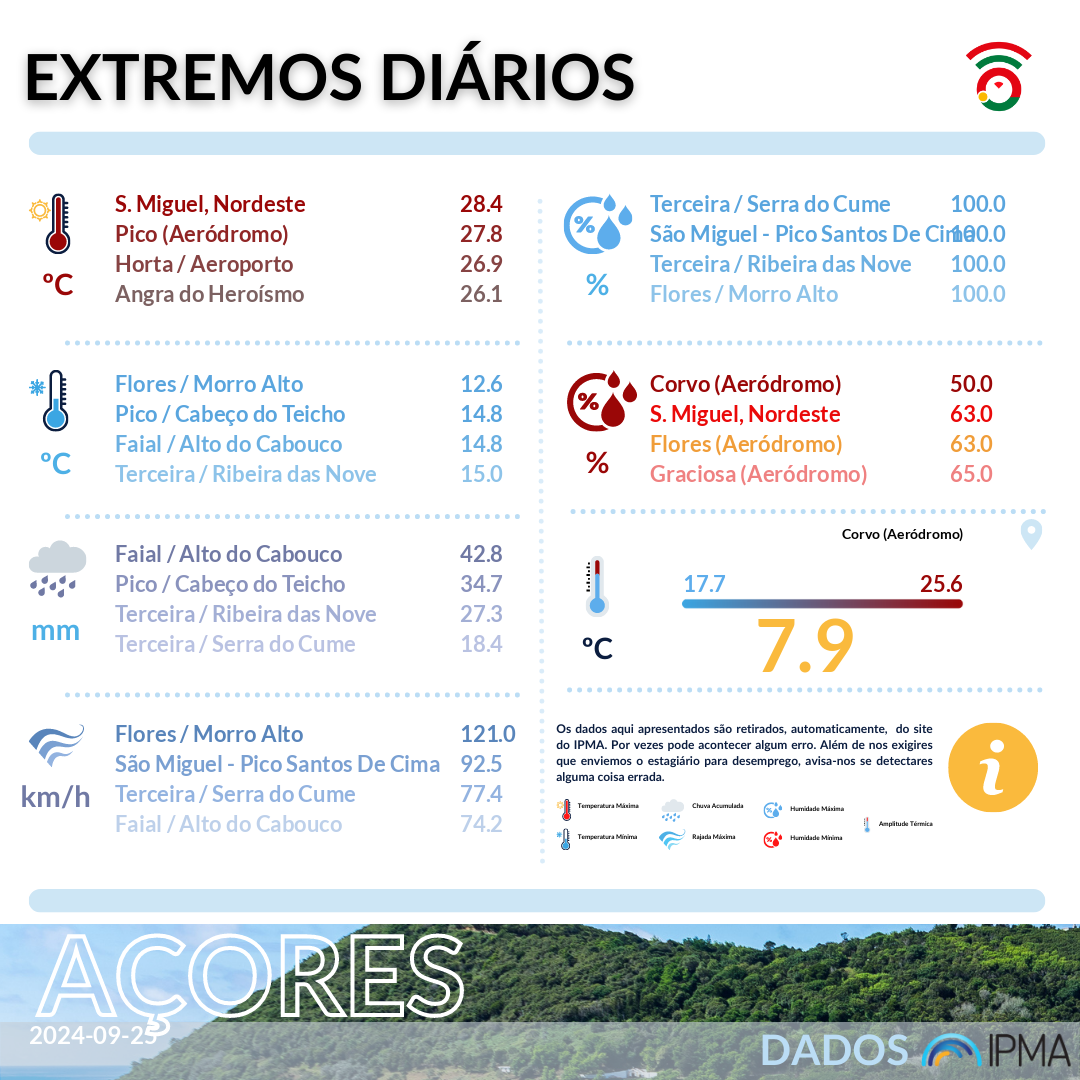 EXTREMOS DIÁRIOS
S. Miguel, Nordeste 28.4
Pico (Aeródromo) 27.8
Horta / Aeroporto 26.9
Angra do Heroísmo 26.1
ºC
Flores / Morro Alto 12.6
Pico / Cabeço do Teicho 14.8
Faial / Alto do Cabouco 14.8
Terceira / Ribeira das Nove 15.0
ºC
Faial / Alto do Cabouco 42.8
Pico / Cabeço do Teicho 34.7
Terceira / Ribeira das Nove 27.3
Terceira / Serra do Cume 18.4
mm
Flores / Morro Alto 121.0
São Miguel - Pico Santos De Cima 92.5
Terceira / Serra do Cume 77.4
Faial / Alto do Cabouco 74.2
km/h
%
Terceira / Serra do Cume 100.0
São Miguel - Pico Santos De Cima 100.0
Terceira / Ribeira das Nove 100.0
Flores / Morro Alto 100.0
%
%
Corvo (Aeródromo) 50.0
S. Miguel, Nordeste 63.0
Flores (Aeródromo) 63.0
Graciosa (Aeródromo) 65.0
%
Corvo (Aeródromo)
17.7 25.6
7.9
ºC
Os dados aqui apresentados são retirados, automaticamente, do site
do IPMA. Por vezes pode acontecer algum erro. Além de nos exigires
que enviemos o estagiário para desemprego, avisa-nos se detectares
alguma coisa errada.
i
Temperatura Máxima
Chuva Acumulada
Humidade Máxima
Amplitude Térmica
Temperatura Mínima
Rajada Máxima
Humidade Mínima
AÇORES
2024-09-25
DADOS IPMA